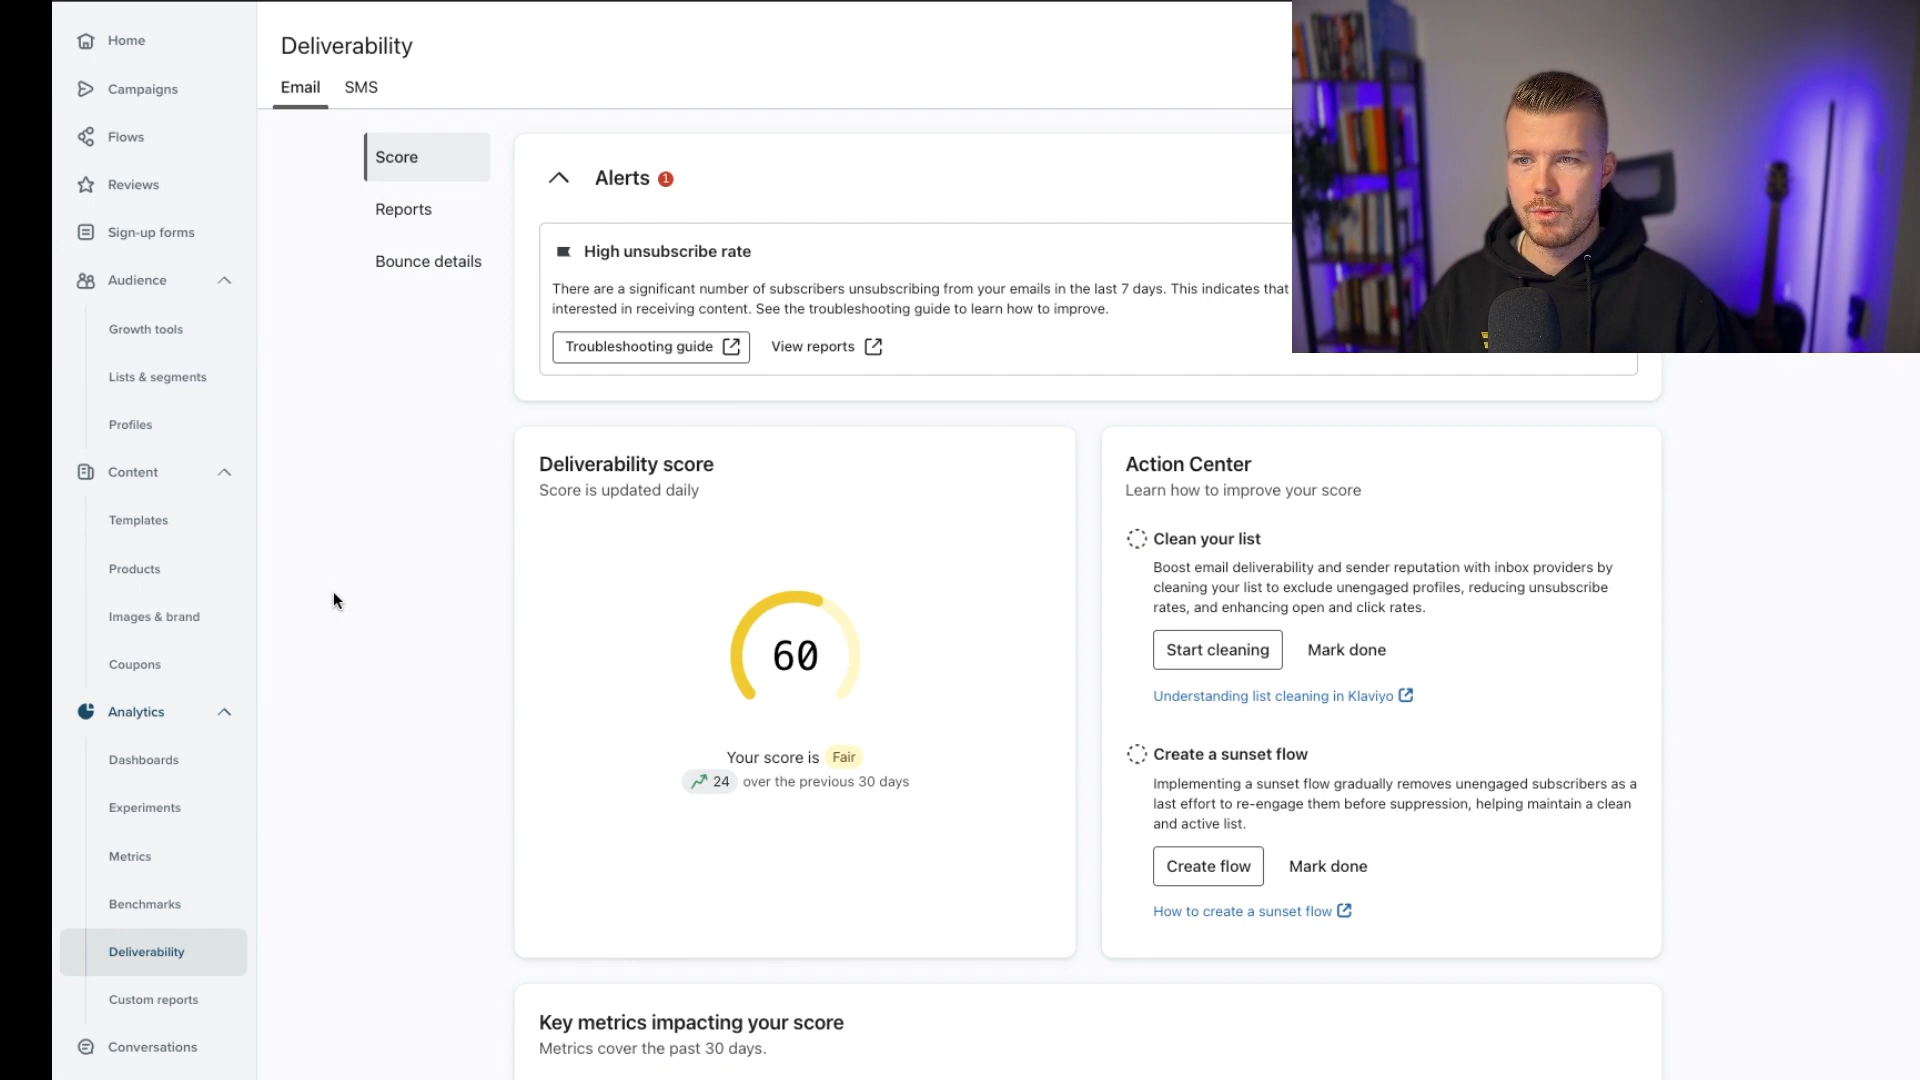 Home
Campaigns
Flows
Reviews
Sign-up forms
Audience
Growth tools
Lists & segments
Profiles
Content
Templates
Products
Images & brand
Coupons
Analytics
Dashboards
Experiments
Metrics
Benchmarks
Deliverability
Custom reports
Conversations
Deliverability
Email SMS
Score
Reports
Bounce details
Alerts 1
High unsubscribe rate
There are a significant number of subscribers unsubscribing from your emails in the last 7 days. This indicates that
interested in receiving content. See the troubleshooting guide to learn how to improve.
Troubleshooting guide View reports
Deliverability score
Score is updated daily
60
Your score is Fair
24 over the previous 30 days
Action Center
Learn how to improve your score
Clean your list
Boost email deliverability and sender reputation with inbox providers by
cleaning your list to exclude unengaged profiles, reducing unsubscribe
rates, and enhancing open and click rates.
Start cleaning Mark done
Understanding list cleaning in Klaviyo
Create a sunset flow
Implementing a sunset flow gradually removes unengaged subscribers as a
last effort to re-engage them before suppression, helping maintain a clean
and active list.
Create flow Mark done
How to create a sunset flow
Key metrics impacting your score
Metrics cover the past 30 days.